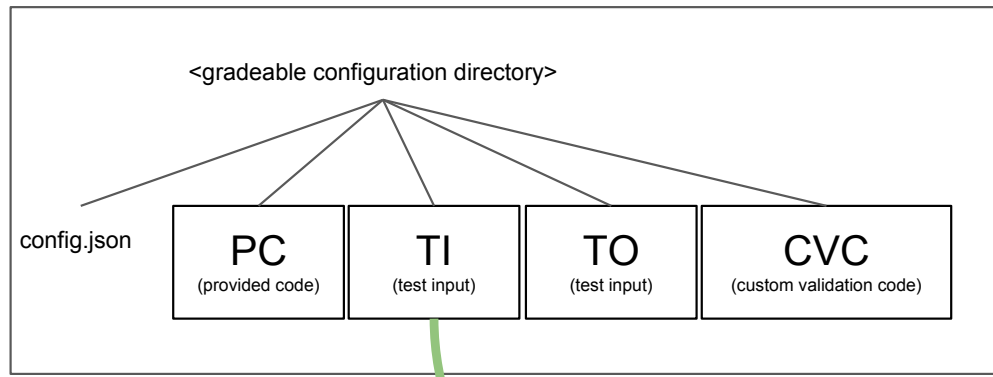 <gradeable configuration directory>
config.json
PC
(provided code)
TI
(test input)
TO
(test input)
CVC
(custom validation code)